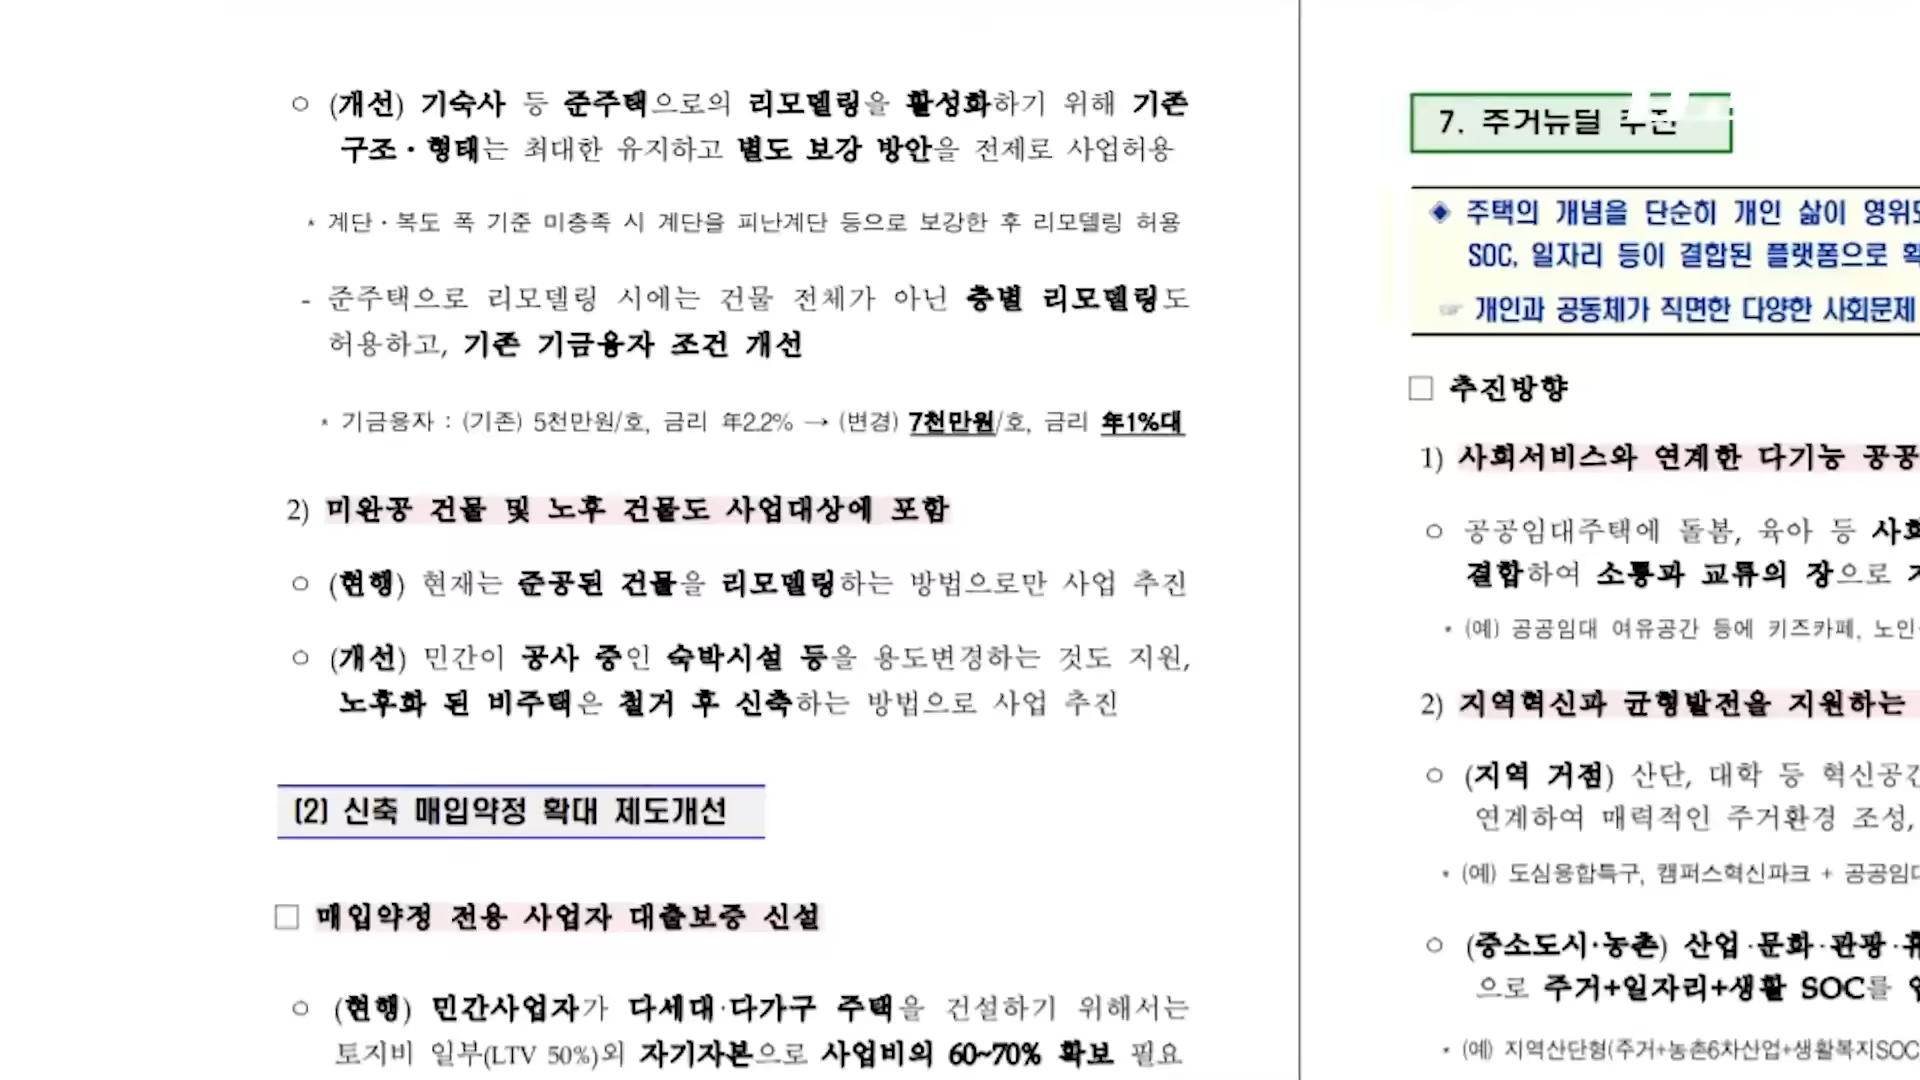 ○ (개선) 기숙사 등 준주택으로의 리모델링을 활성화하기 위해 기존
구조·형태는 최대한 유지하고 별도 보강 방안을 전제로 사업허용
* 계단·복도 폭 기준 미충족 시 계단을 피난계단 등으로 보강한 후 리모델링 허용
- 준주택으로 리모델링 시에는 건물 전체가 아닌 층별 리모델링도
허용하고, 기존 기금융자 조건 개선
* 기금융자 : (기존) 5천만원/호, 금리 年2.2% → (변경) 7천만원/호, 금리 年1%대
2) 미완공 건물 및 노후 건물도 사업대상에 포함
○ (현행) 현재는 준공된 건물을 리모델링하는 방법으로만 사업 추진
○ (개선) 민간이 공사 중인 숙박시설 등을 용도변경하는 것도 지원,
노후화 된 비주택은 철거 후 신축하는 방법으로 사업 추진
(2) 신축 매입약정 확대 제도개선
□ 매입약정 전용 사업자 대출보증 신설
○ (현행) 민간사업자가 다세대·다가구 주택을 건설하기 위해서는
토지비 일부(LTV 50%)외 자기자본으로 사업비의 60~70% 확보 필요
7. 주거뉴딜 추진
◈ 주택의 개념을 단순히 개인 삶이
SOC, 일자리 등이 결합된 플랫폼으로
☞ 개인과 공동체가 직면한 다양한 사회문제
□ 추진방향
1) 사회서비스와 연계한 다기능
○ 공공임대주택에 돌봄, 육아 등
결합하여 소통과 교류의 장으로
* (예) 공공임대 여유공간 등에 키즈카페,
2) 지역혁신과 균형발전을 지원하는
○ (지역 거점) 산단, 대학 등
연계하여 매력적인 주거환경 조성,
* (예) 도심융합특구, 캠퍼스혁신파크 +
○ (중소도시·농촌) 산업·문화·관광·
으로 주거+일자리+생활 SOC를
* (예) 지역산단형(주거+농촌6차산업+생활복지SOC